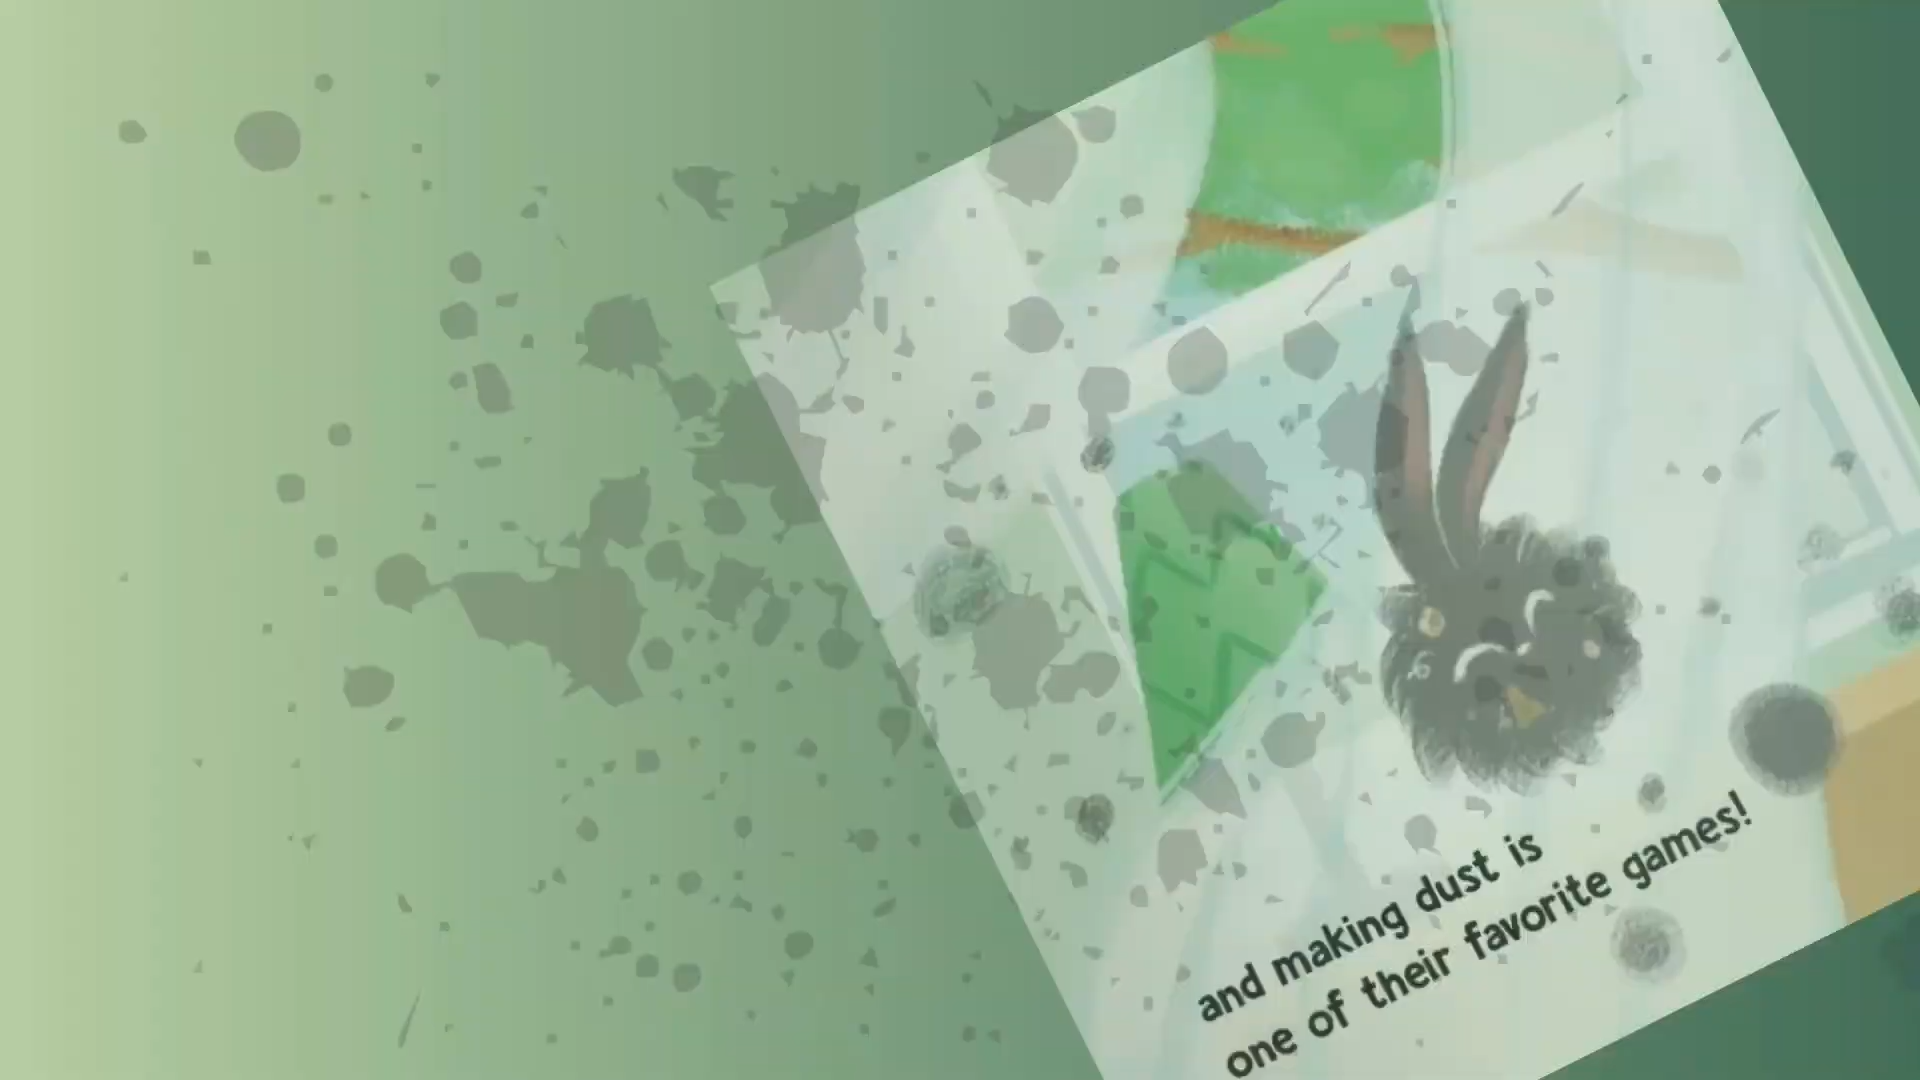 and making dust is
one of their favorite games!